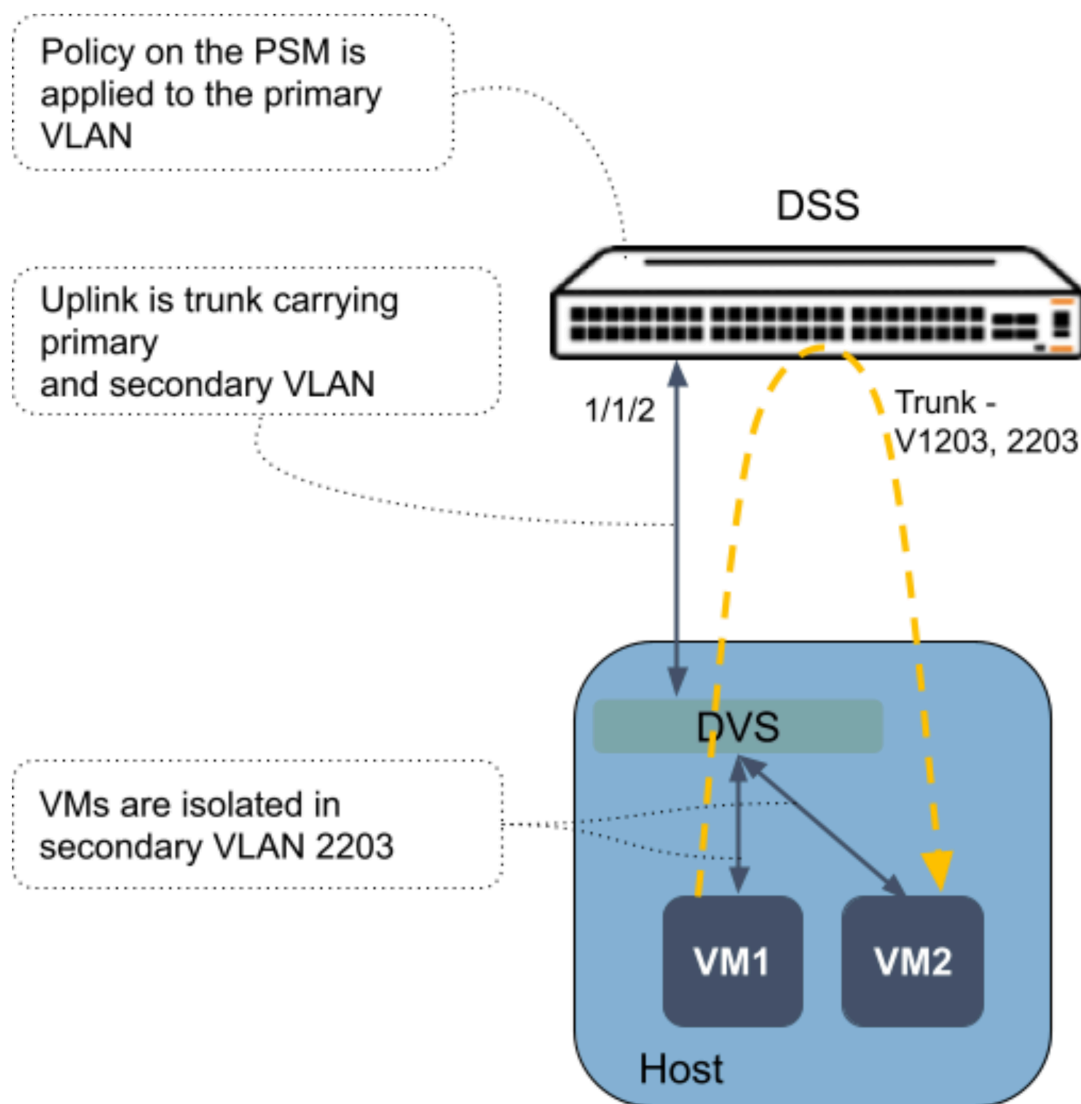 Policy on the PSM is
applied to the primary
VLAN
DSS
Uplink is trunk carrying
primary
and secondary VLAN
1/1/2
Trunk -
V1203, 2203
DVS
VMs are isolated in
secondary VLAN 2203
VM1
VM2
Host